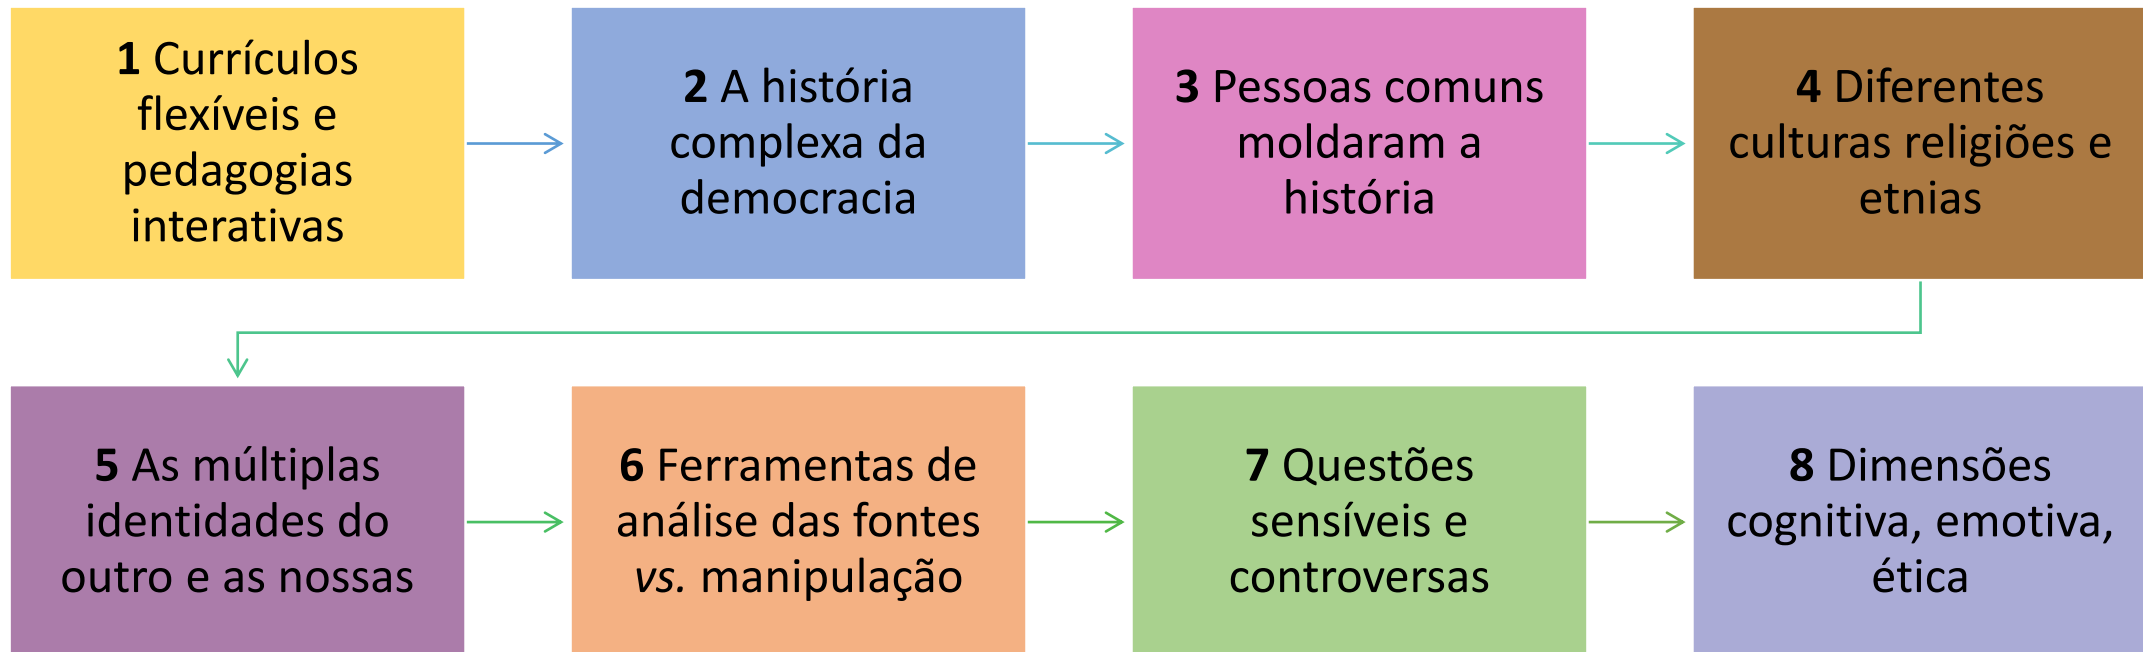 1 Currículos
flexíveis e
pedagogias
interativas
2 A história
complexa da
democracia
3 Pessoas comuns
moldaram a
história
4 Diferentes
culturas religiões e
etnias
5 As múltiplas
identidades do
outro e as nossas
6 Ferramentas de
análise das fontes
vs. manipulação
7 Questões
sensíveis e
controversas
8 Dimensões
cognitiva, emotiva,
ética